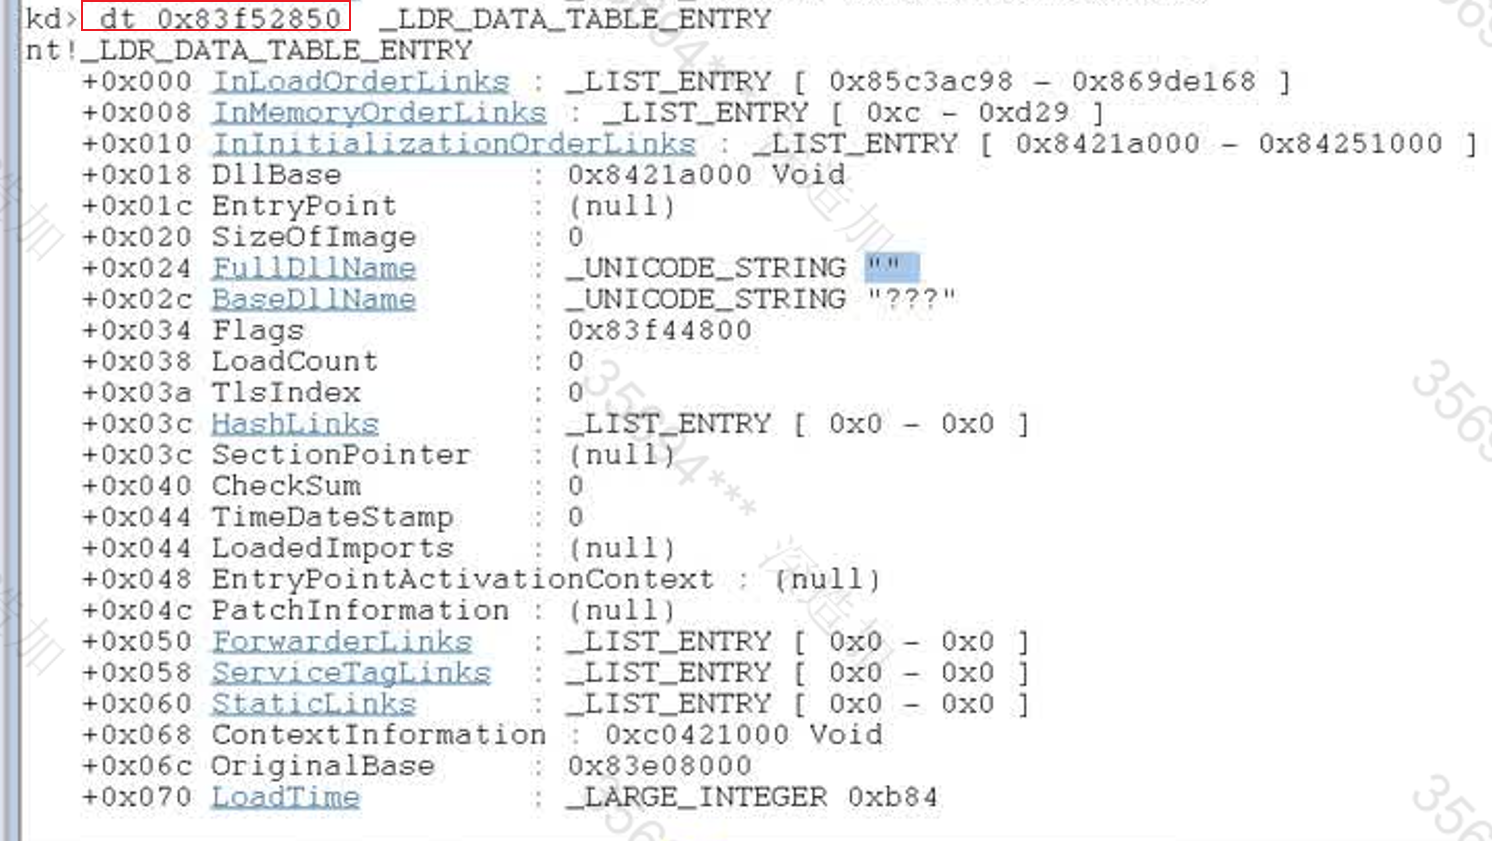 kd> dt 0x83f52850 _LDR_DATA_TABLE_ENTRY
nt!_LDR_DATA_TABLE_ENTRY
+0x000 InLoadOrderLinks : _LIST_ENTRY [ 0x85c3ac98 - 0x869de168 ]
+0x008 InMemoryOrderLinks : _LIST_ENTRY [ 0xc - 0xd29 ]
+0x010 InInitializationOrderLinks : _LIST_ENTRY [ 0x8421a000 - 0x84251000 ]
+0x018 DllBase : 0x8421a000 Void
+0x01c EntryPoint : (null)
+0x020 SizeOfImage : 0
+0x024 FullDllName : _UNICODE_STRING ""
+0x02c BaseDllName : _UNICODE_STRING "???"
+0x034 Flags : 0x83f44800
+0x038 LoadCount : 0
+0x03a TlsIndex : 0
+0x03c HashLinks : _LIST_ENTRY [ 0x0 - 0x0 ]
+0x03c SectionPointer : (null)
+0x040 CheckSum : 0
+0x044 TimeDateStamp : 0
+0x044 LoadedImports : (null)
+0x048 EntryPointActivationContext : (null)
+0x04c PatchInformation : (null)
+0x050 ForwarderLinks : _LIST_ENTRY [ 0x0 - 0x0 ]
+0x058 ServiceTagLinks : _LIST_ENTRY [ 0x0 - 0x0 ]
+0x060 StaticLinks : _LIST_ENTRY [ 0x0 - 0x0 ]
+0x068 ContextInformation : 0xc0421000 Void
+0x06c OriginalBase : 0x83e08000
+0x070 LoadTime : _LARGE_INTEGER 0xb84